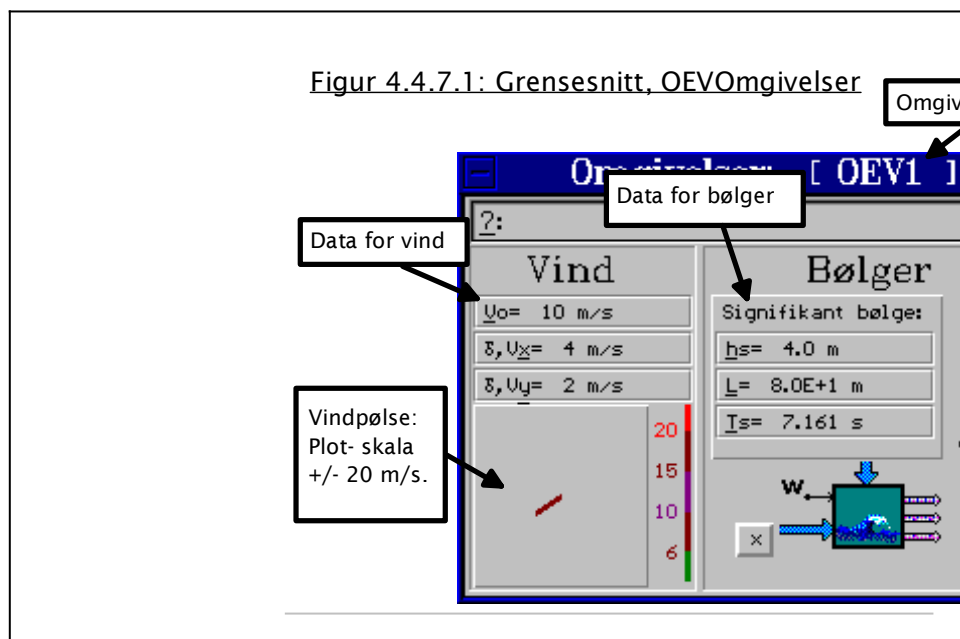 Figur 4.4.7.1: Grensesnitt, OEVOmgivelser
[ OEV1 ]
Data for bølger
?:
Data for vind
Vind
Bølger
Vo= 10 m/s
Signifikant bølge:
δ,Vx= 4 m/s
hs= 4.0 m
δ,Vy= 2 m/s
L= 8.0E+1 m
Ts= 7.161 s
Vindpølse:
Plot- skala
+/- 20 m/s.
20
15
10
6
w
x